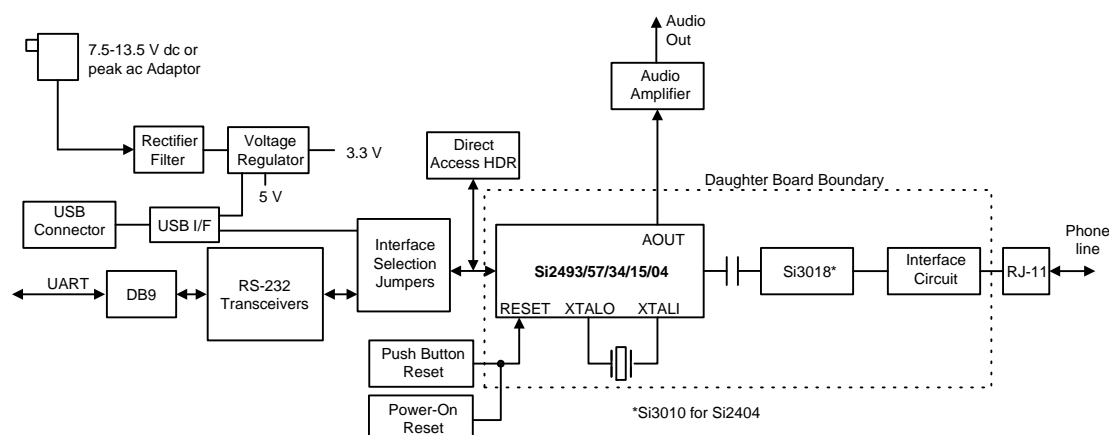 Audio
Out
7.5-13.5 V dc or
peak ac Adaptor
Audio
Amplifier
Rectifier
Filter
Voltage
Regulator
3.3 V
Direct
Access HDR
5 V
Daughter Board Boundary
USB
Connector
USB I/F
Interface
Selection
Jumpers
AOUT
Si2493/57/34/15/04
Si3018*
Interface
Circuit
RJ-11
Phone
line
UART
DB9
RS-232
Transceivers
RESET
XTALO
XTALI
Push Button
Reset
Power-On
Reset
*Si3010 for Si2404